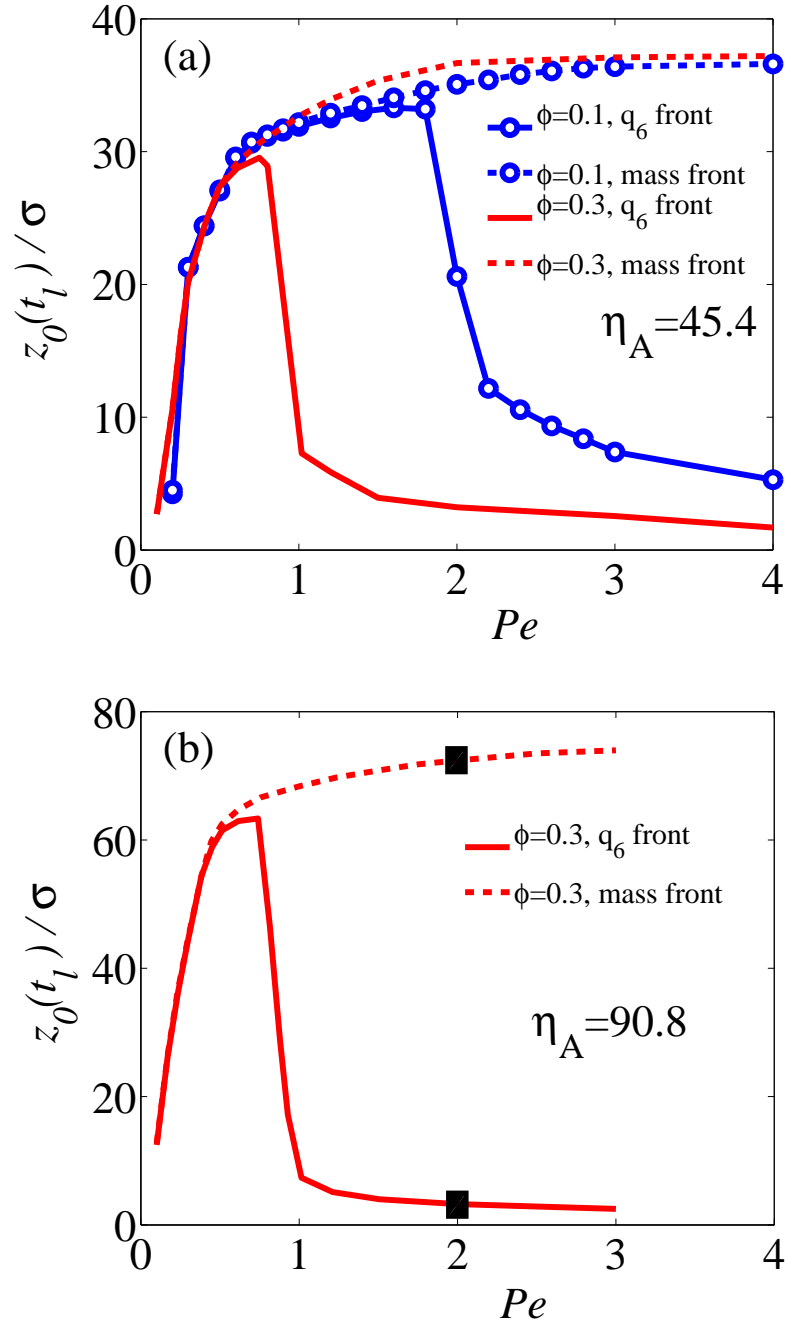 (a)
40
30
20
10
0
z0(tl) / σ
ϕ=0.1, q6 front
ϕ=0.1, mass front
ϕ=0.3, q6 front
ϕ=0.3, mass front
ηA=45.4
0 1 2 3 4
Pe
(b)
80
60
40
20
0
z0(tl) / σ
ϕ=0.3, q6 front
ϕ=0.3, mass front
ηA=90.8
0 1 2 3 4
Pe